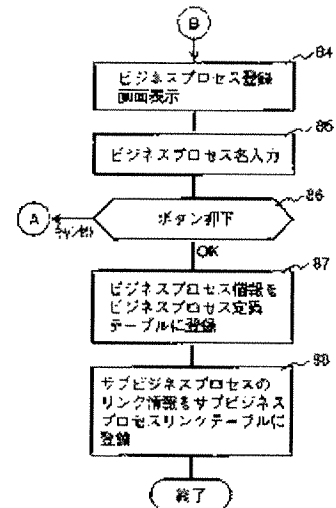 B
84
ビジネスプロセス登録
画面表示
85
ビジネスプロセス名入力
86
A
キャンセル
ボタン押下
OK
87
ビジネスプロセス情報を
ビジネスプロセス定義
テーブルに登録
88
サブビジネスプロセスの
リンク情報をサブビジネス
プロセスリンクテーブルに
登録
終了